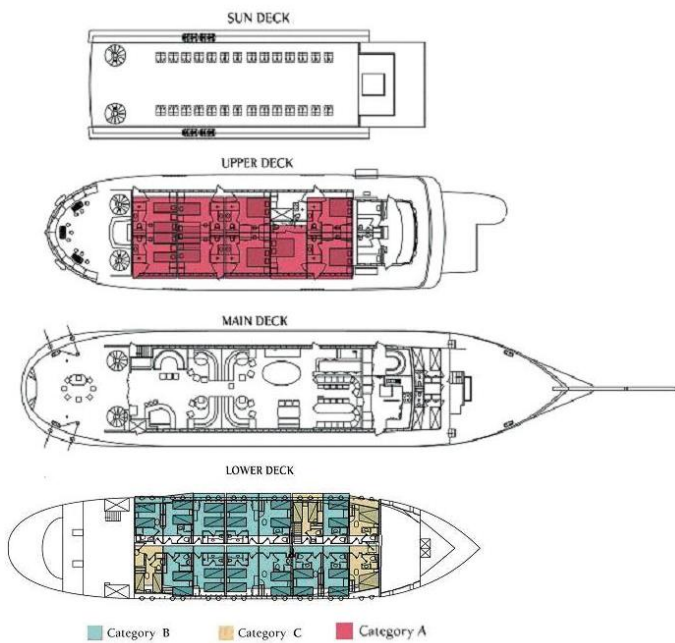 SUN DECK
UPPER DECK
MAIN DECK
LOWER DECK
Category B Category C Category A